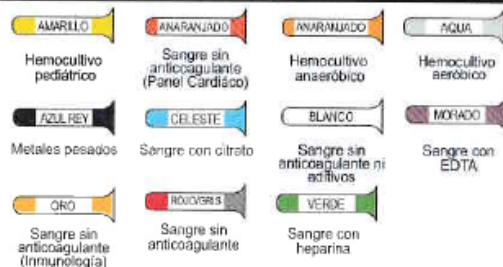 AMARILLO
Hemocultivo
pediátrico
ANARANJADO
Sangre sin
anticoagulante
(Panel Cardíaco)
ANARANJADO
Hemocultivo
anaeróbico
AQUA
Hemocultivo
aeróbico
AZUL REY
Metales pesados
CELESTE
Sangre con citrato
BLANCO
Sangre sin
anticoagulante ni
aditivos
MORADO
Sangre con
EDTA
ORO
Sangre sin
anticoagulante
(Inmunología)
ROJO/GRIS
Sangre sin
anticoagulante
VERDE
Sangre con
heparina